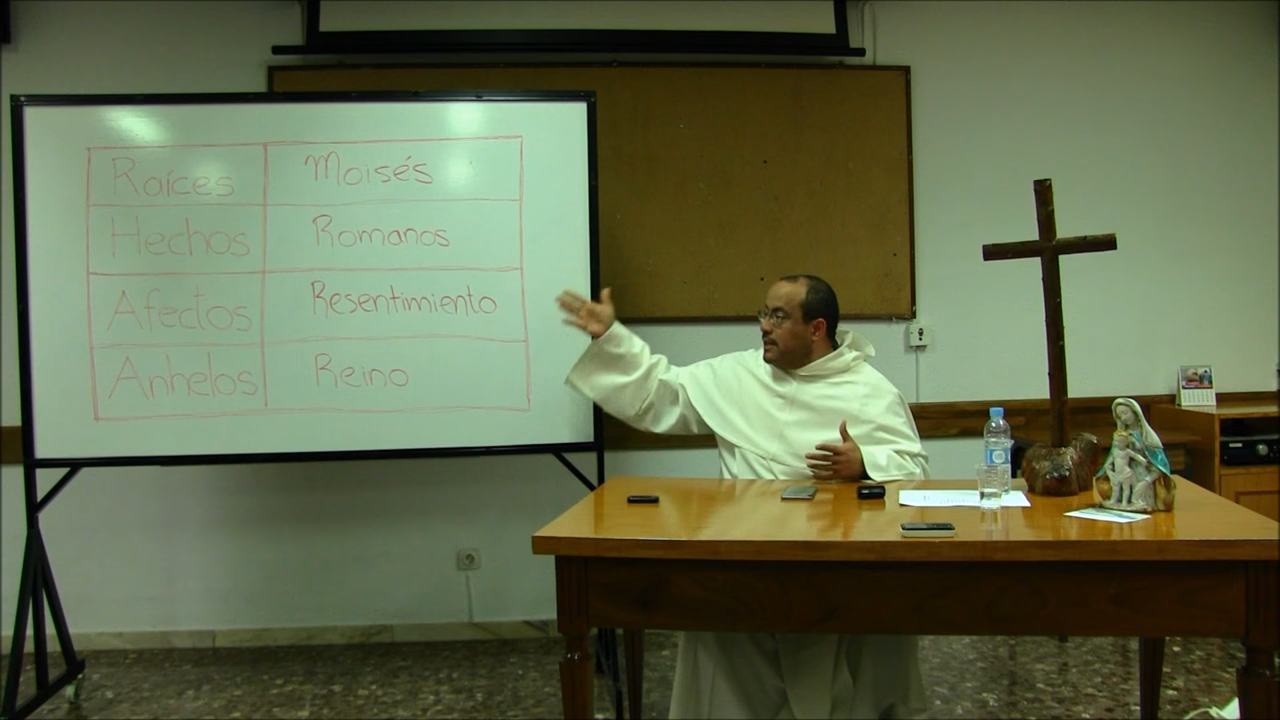 Raíces Moisés
Hechos Romanos
Afectos Resentimiento
Anhelos Reino